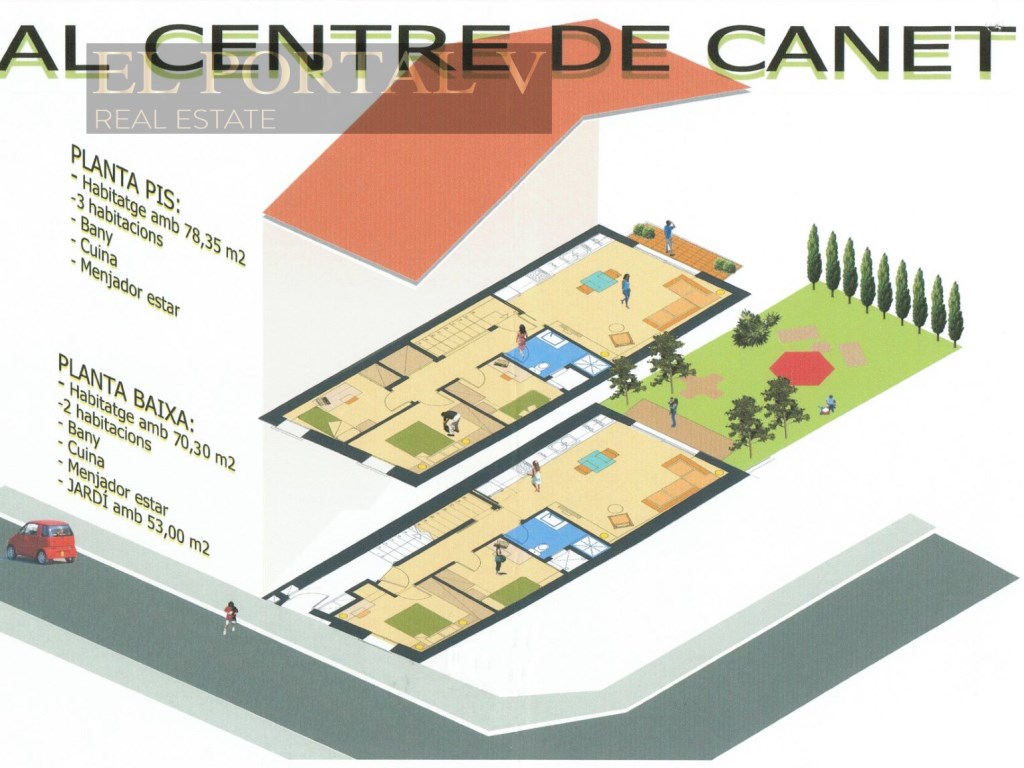 AL CENTRE DE CANET
EL PORTAL V
REAL ESTATE
PLANTA PIS:
- Habitatge amb 78,35 m2
-3 habitacions
- Bany
- Cuina
- Menjador estar
PLANTA BAIXA:
- Habitatge amb 70,30 m2
-2 habitacions
- Bany
- Cuina
- Menjador estar
- JARDÍ amb 53,00 m2